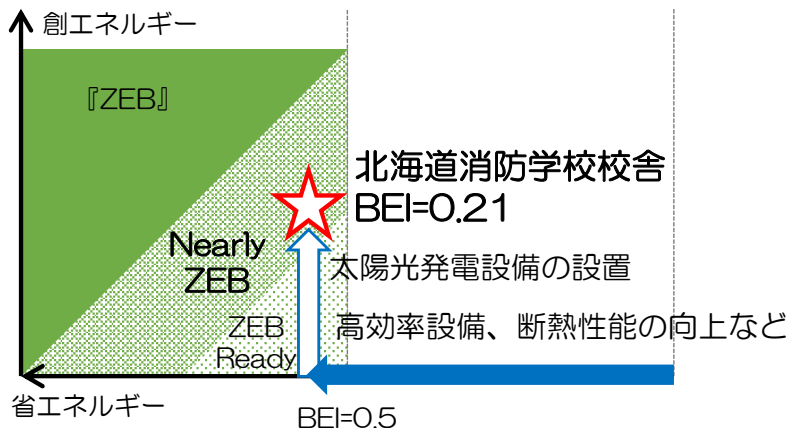 創エネルギー
『ZEB』
北海道消防学校校舎
BEI=0.21
Nearly
ZEB
太陽光発電設備の設置
ZEB
Ready
高効率設備、断熱性能の向上など
省エネルギー
BEI=0.5